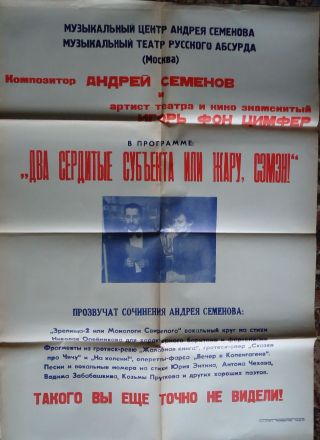 МУЗЫКАЛЬНЫЙ ЦЕНТР АНДРЕЯ СЕМЕНОВА
МУЗЫКАЛЬНЫЙ ТЕАТР РУССКОГО АБСУРДА
(Москва)
Композитор АНДРЕЙ СЕМЕНОВ
и
артист театра и кино знаменитый
ИГОРЬ ФОН ЦИМФЕР
В ПРОГРАММЕ:
„ДВА СЕРДИТЫЕ СУБЪЕКТА ИЛИ ЖАРУ, СЭМЭН!“
ПРОЗВУЧАТ СОЧИНЕНИЯ АНДРЕЯ СЕМЕНОВА:
„Зрелище-2 или Монологи вокальный круг на стихи
Николая Олейникова для баритона и фортепиано
Фрагменты из гротеск-ревю „Жалобная книга“, гротеск-опер „Сказки
про Чичу“ и „На колени!“, оперетты-фарса „Вечер в Копенгагене“.
Песни и вокальные номера на стихи Юрия Энтина, Антона Чехова,
Вадима Забабашкина, Козьмы Пруткова и других хороших поэтов.
ТАКОГО ВЫ ЕЩЕ ТОЧНО НЕ ВИДЕЛИ!